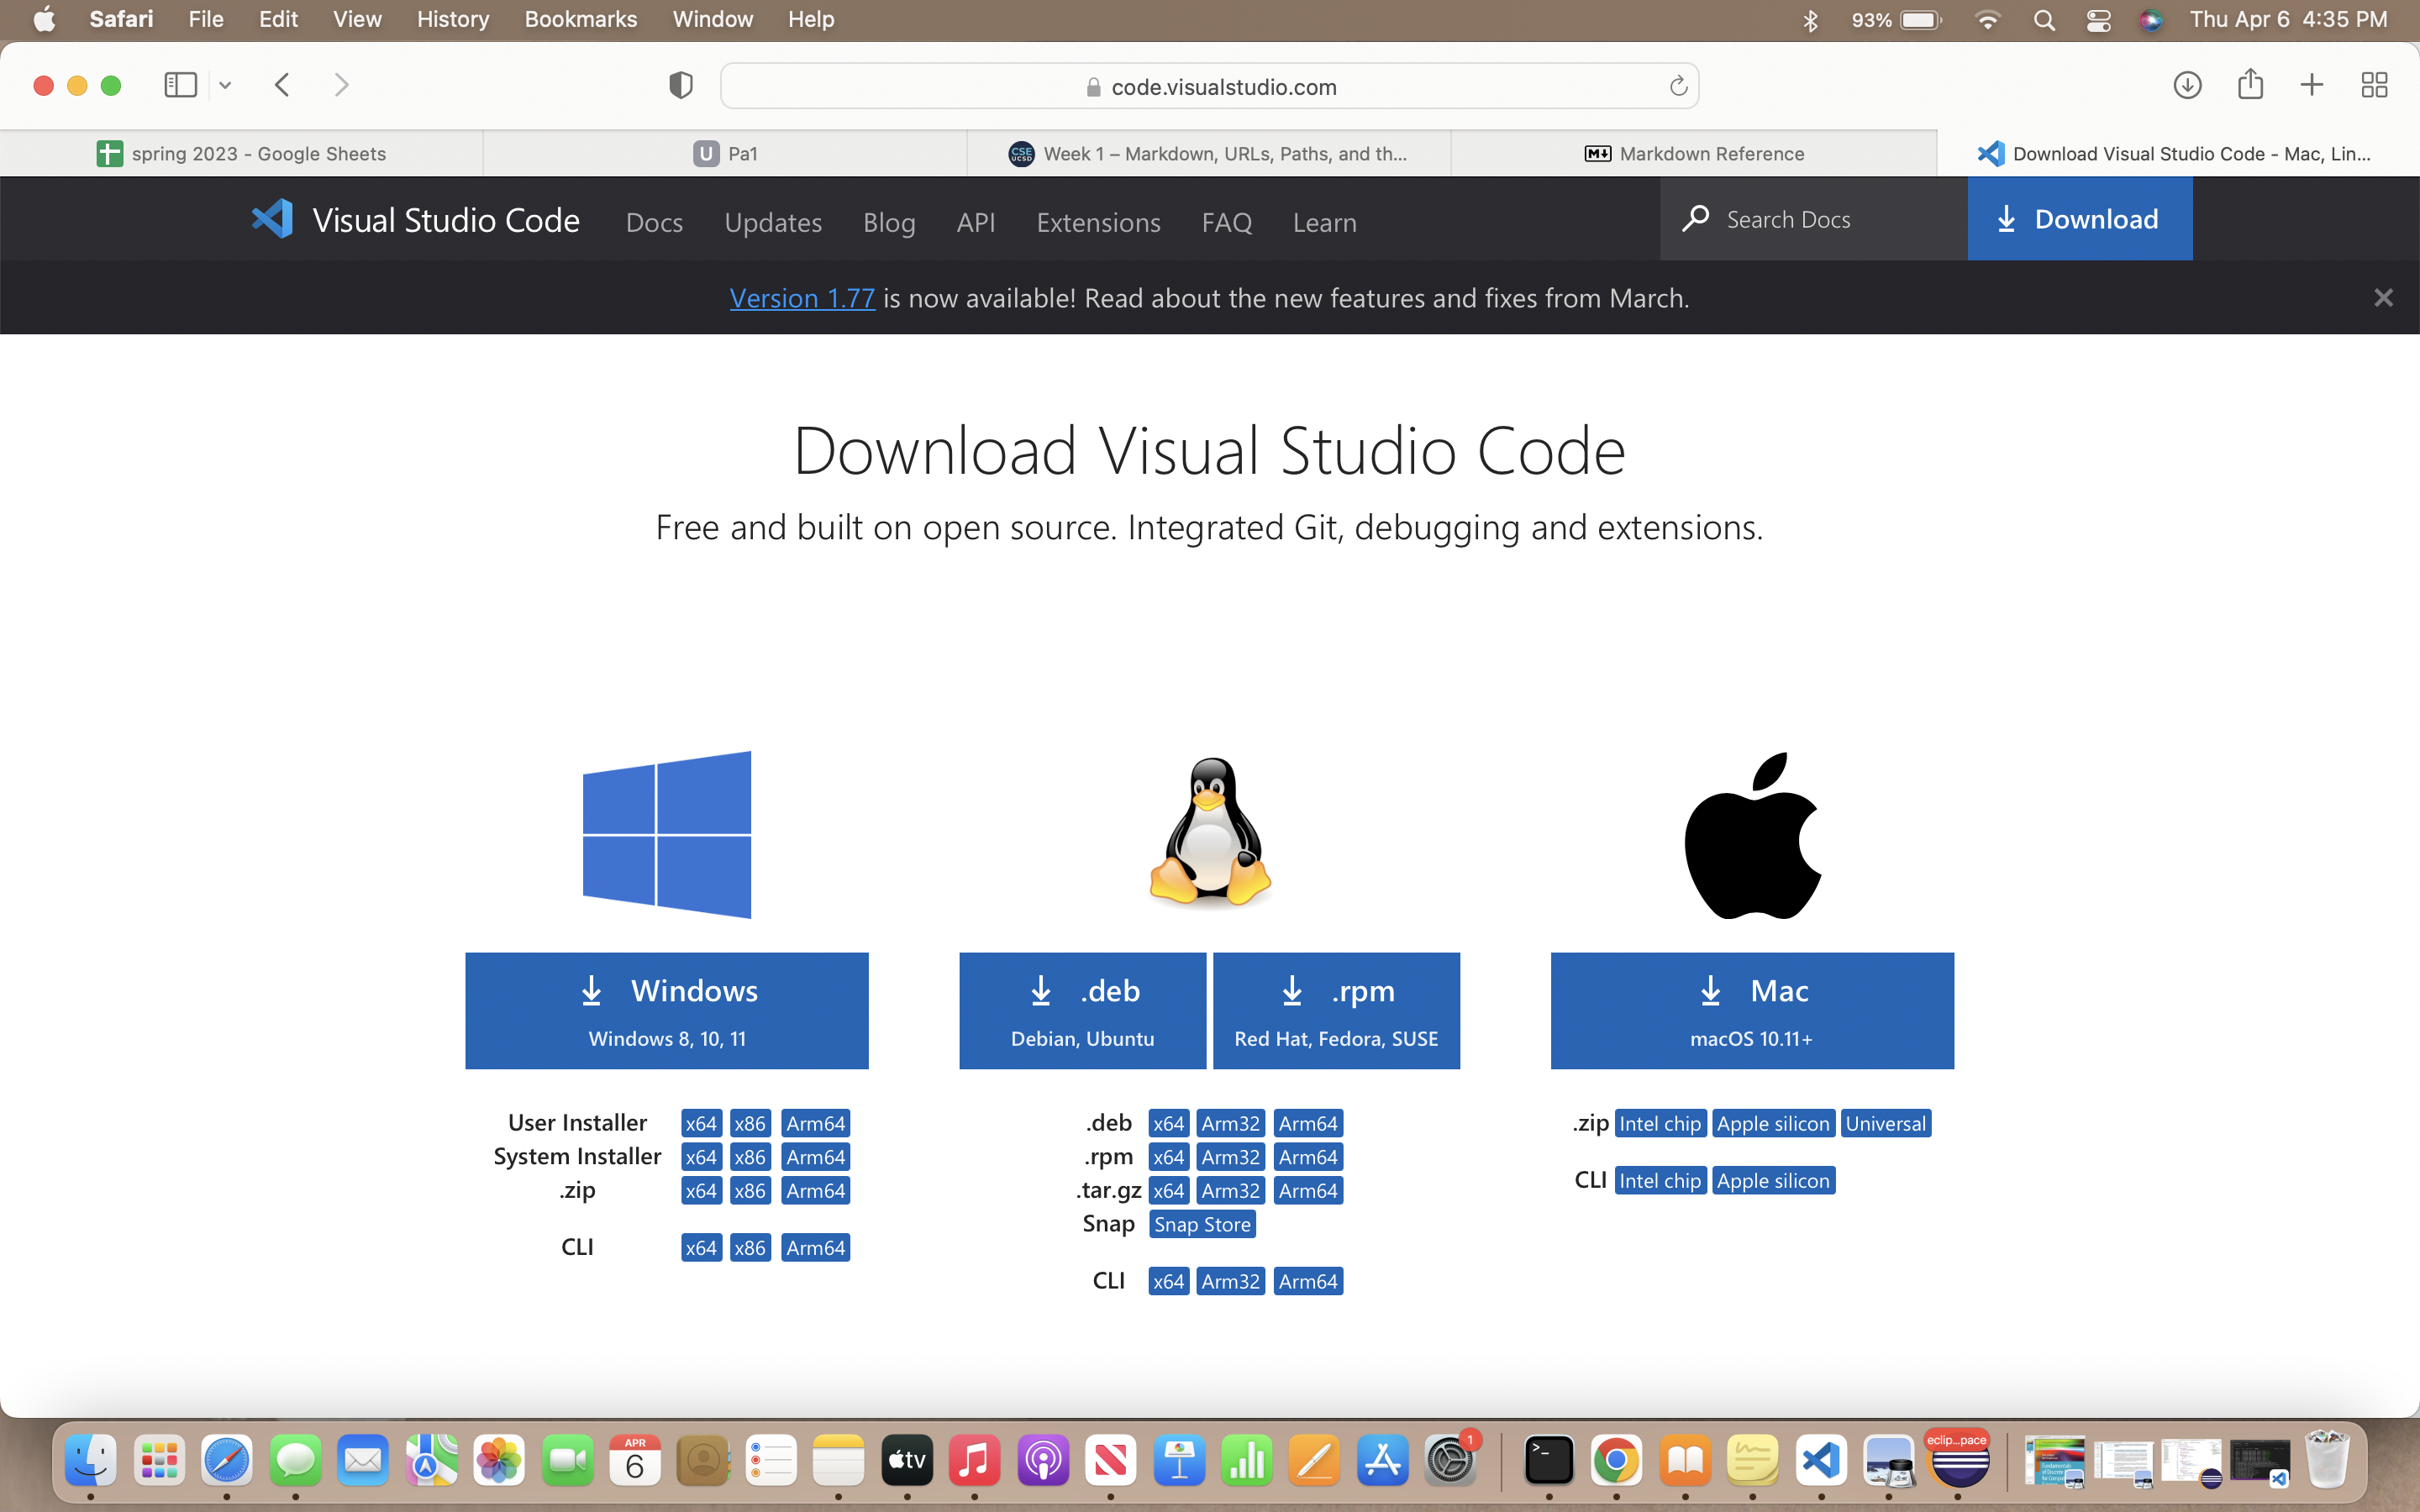 Safari File Edit View History Bookmarks Window Help 93% Thu Apr 6 4:35 PM
code.visualstudio.com
spring 2023 - Google Sheets U Pa1 CSE UCSD Week 1 – Markdown, URLs, Paths, and th... M Markdown Reference Download Visual Studio Code - Mac, Lin...
Visual Studio Code Docs Updates Blog API Extensions FAQ Learn Search Docs Download
Version 1.77 is now available! Read about the new features and fixes from March.
Download Visual Studio Code
Free and built on open source. Integrated Git, debugging and extensions.
Windows
Windows 8, 10, 11
User Installer x64 x86 Arm64
System Installer x64 x86 Arm64
.zip x64 x86 Arm64
CLI x64 x86 Arm64
.deb
Debian, Ubuntu
.rpm
Red Hat, Fedora, SUSE
.deb x64 Arm32 Arm64
.rpm x64 Arm32 Arm64
.tar.gz x64 Arm32 Arm64
Snap Snap Store
CLI x64 Arm32 Arm64
Mac
macOS 10.11+
.zip Intel chip Apple silicon Universal
CLI Intel chip Apple silicon
APR
6
tv
1
>_
eclip...pace